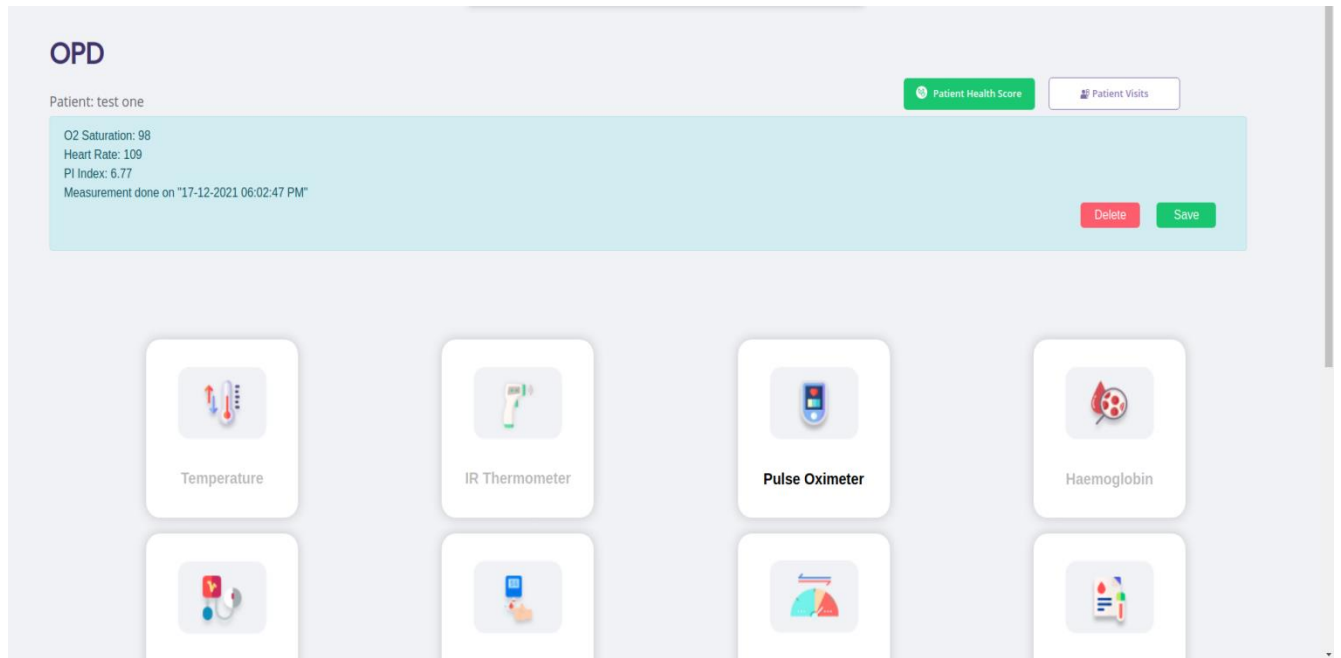 OPD
Patient Health Score
Patient Visits
Patient: test one
O2 Saturation: 98
Heart Rate: 109
PI Index: 6.77
Measurement done on "17-12-2021 06:02:47 PM"
Delete
Save
Temperature
IR Thermometer
Pulse Oximeter
Haemoglobin